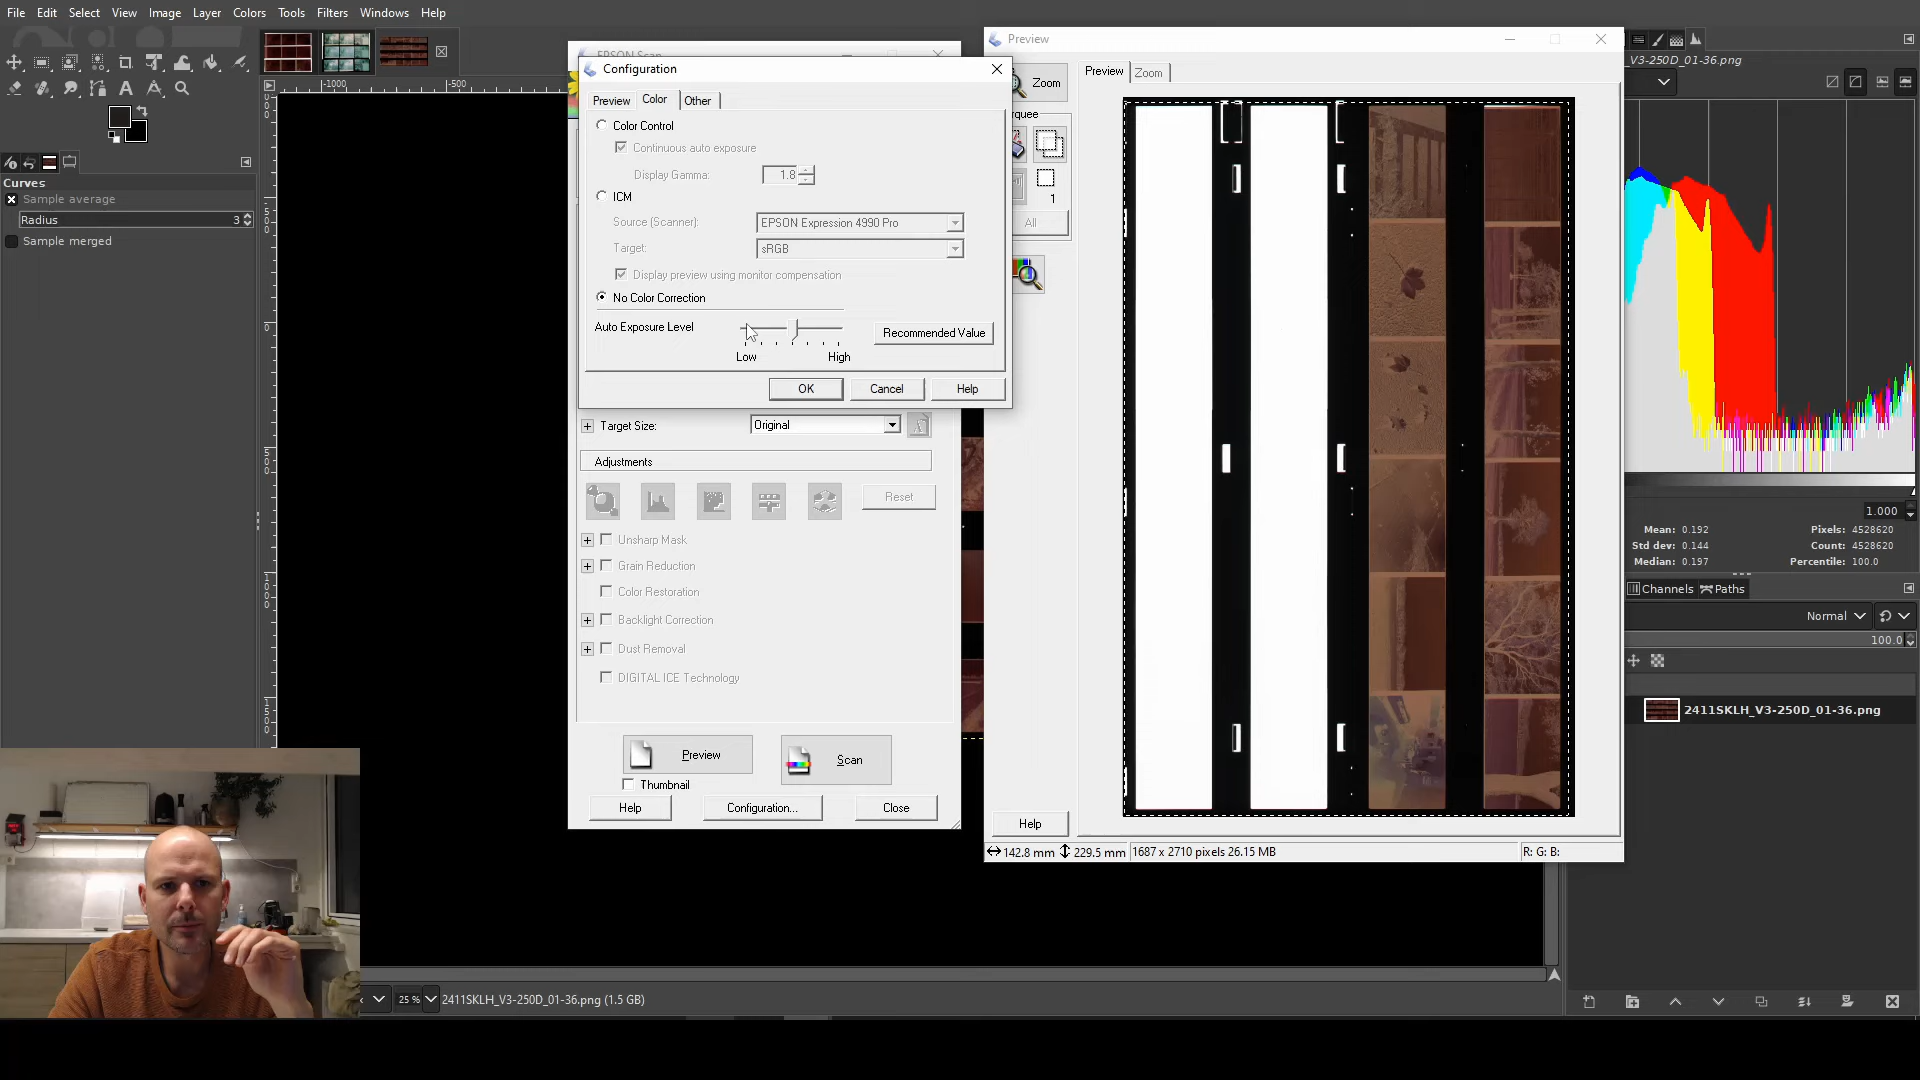 File Edit Select View Image Layer Colors Tools Filters Windows Help
EPSON Scan
Preview
Configuration
Preview Color Other
Color Control
Continuous auto exposure
Display Gamma: 1.8
ICM
Source (Scanner): EPSON Expression 4990 Pro
Target: sRGB
Display preview using monitor compensation
No Color Correction
Auto Exposure Level
Low High
Recommended Value
OK Cancel Help
Target Size: Original
Adjustments
Reset
Unsharp Mask
Grain Reduction
Color Restoration
Backlight Correction
Dust Removal
DIGITAL ICE Technology
Preview Scan
Thumbnail
Help Configuration... Close
Zoom
Preview Zoom
rquee
1
All
Help
142.8 mm 229.5 mm 1687 x 2710 pixels 26.15 MB R: G: B:
-1000 -500
Curves
Sample average
Radius 3
Sample merged
25 % 2411SKLH_V3-250D_01-36.png (1.5 GB)
_V3-250D_01-36.png
1.000
Mean: 0.192 Pixels: 4528620
Std dev: 0.144 Count: 4528620
Median: 0.197 Percentile: 100.0
Channels Paths
Normal
100.0
2411SKLH_V3-250D_01-36.png